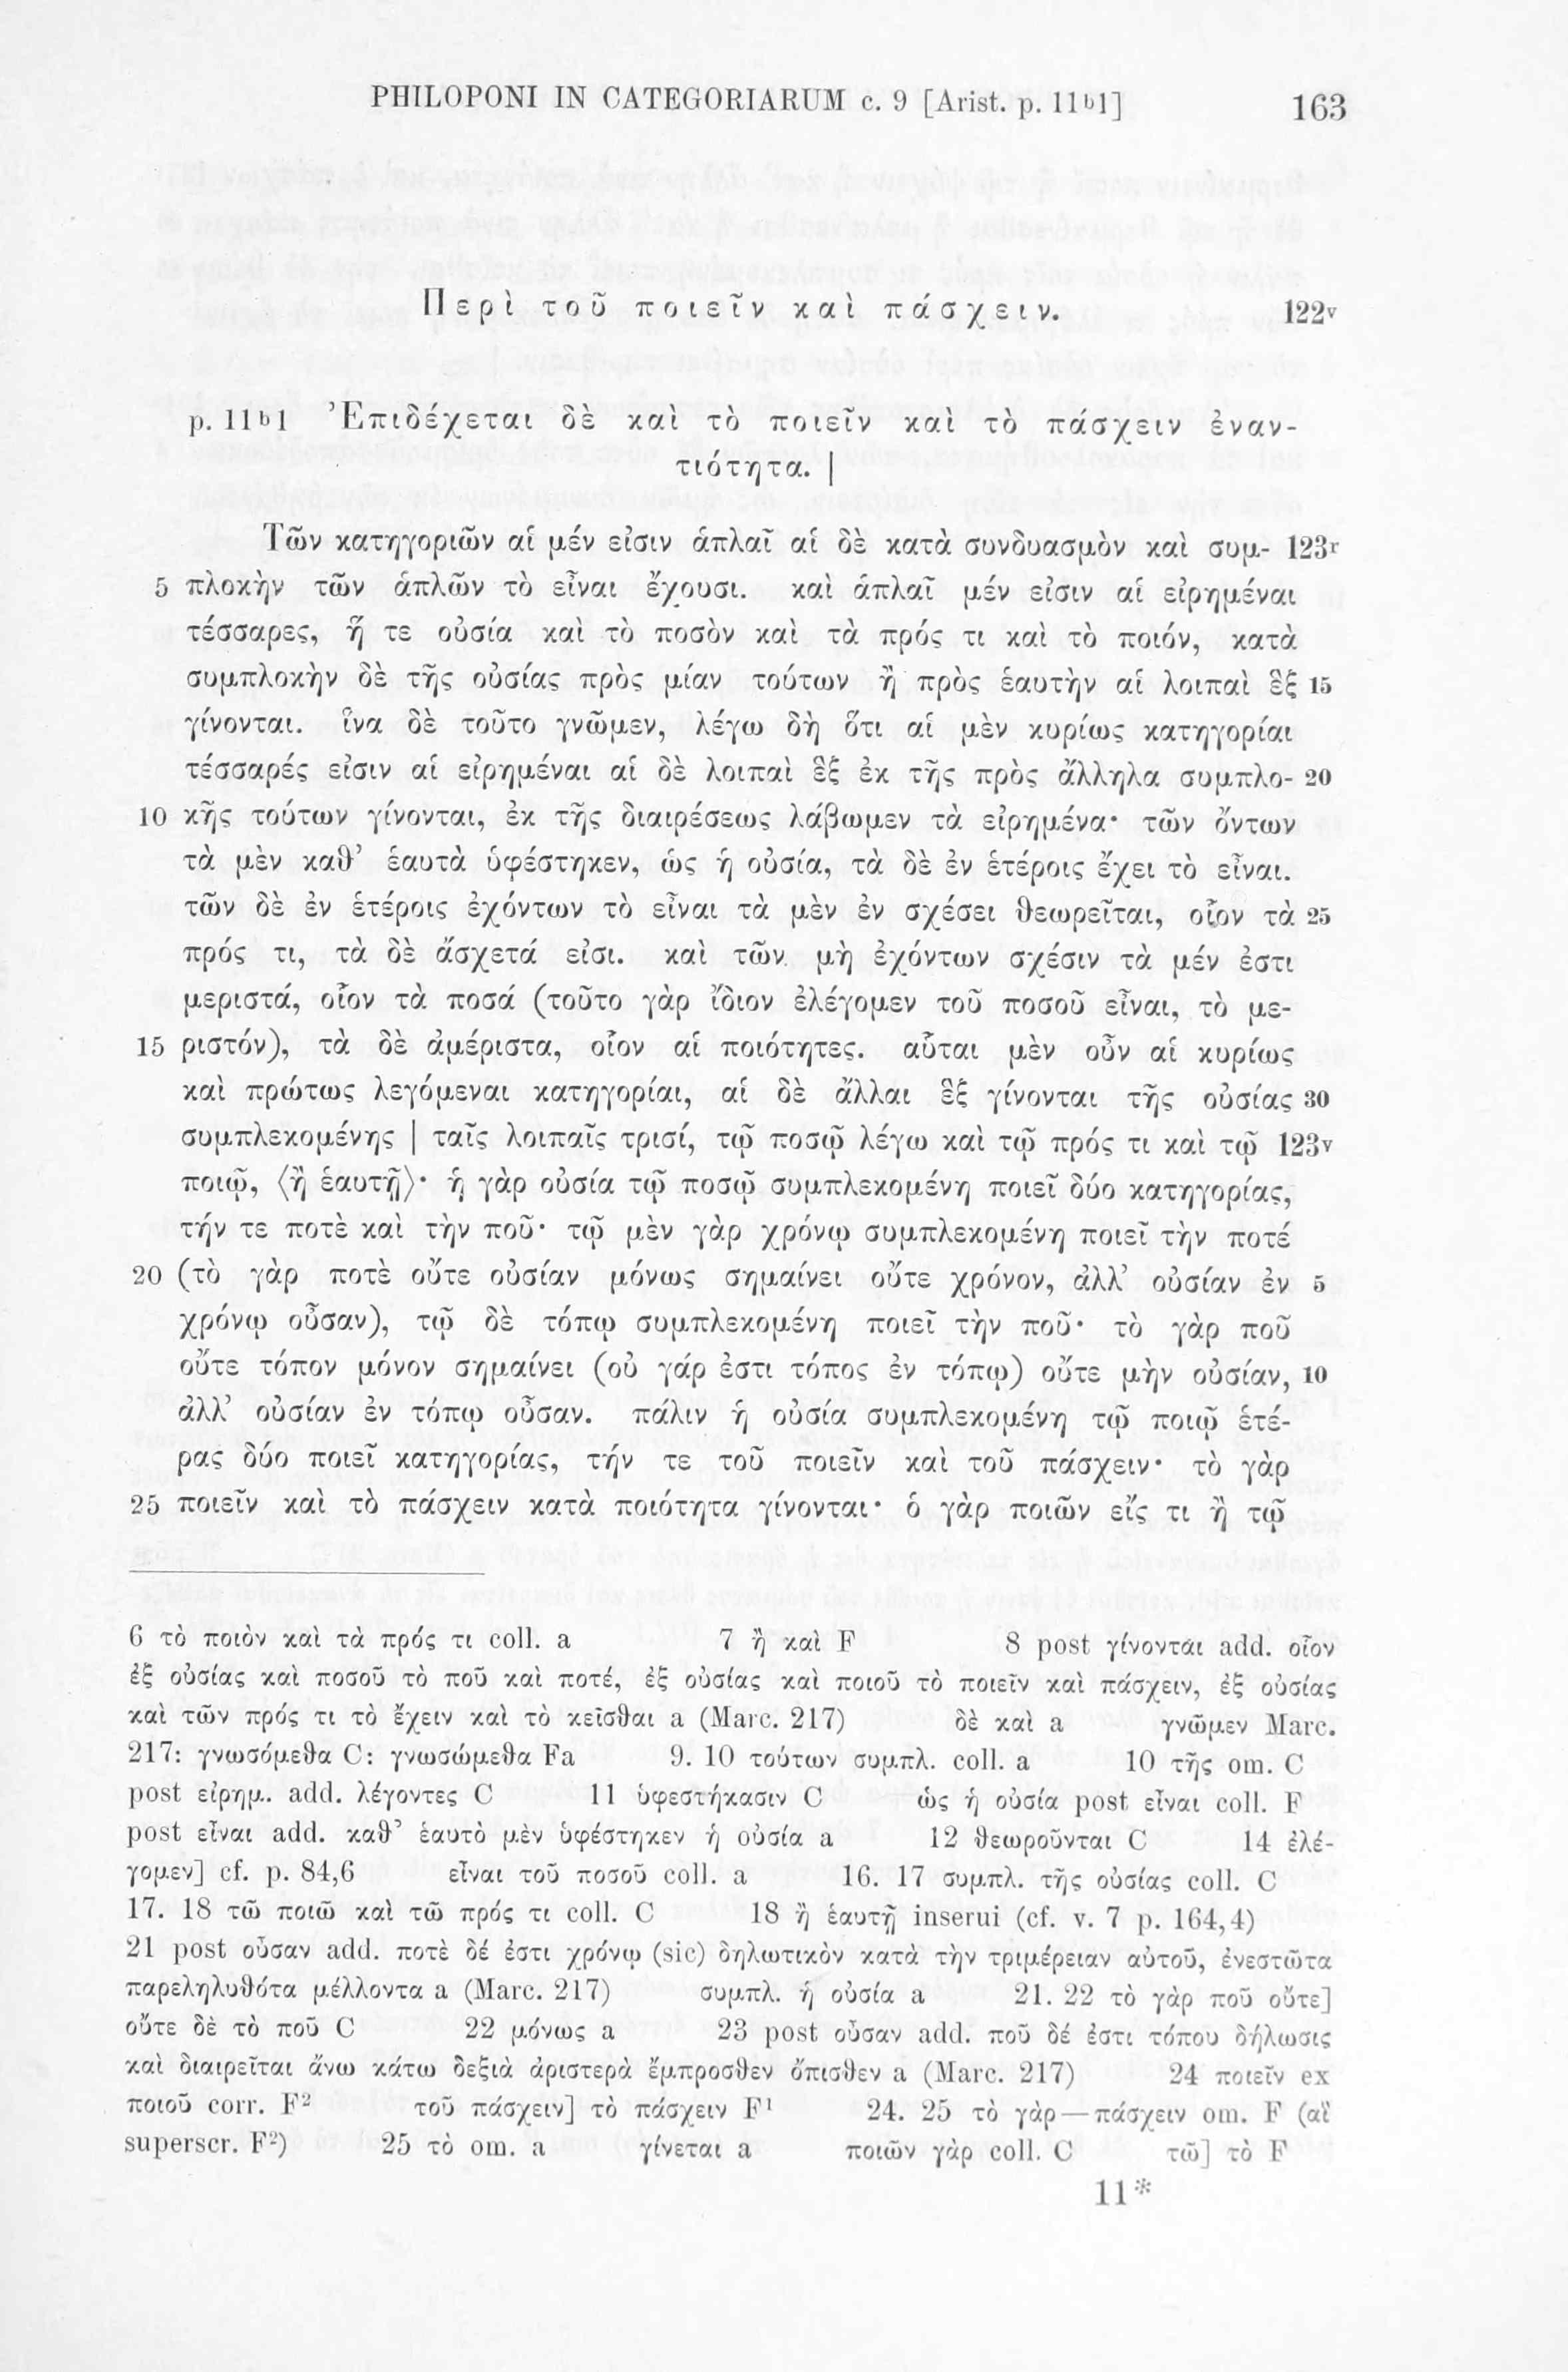 PHILOPONI IN CATEGORIARUM c. 9 [Arist. p. 11ᵇ1] 163
Περὶ τοῦ ποιεῖν καὶ πάσχειν. 122ᵛ
p. 11ᵇ1 Ἐπιδέχεται δὲ καὶ τὸ ποιεῖν καὶ τὸ πάσχειν ἐναν-
τιότητα. |
Τῶν κατηγοριῶν αἱ μέν εἰσιν ἁπλαῖ αἱ δὲ κατὰ συνδυασμὸν καὶ συμ- 123ʳ
5 πλοκὴν τῶν ἁπλῶν τὸ εἶναι ἔχουσι. καὶ ἁπλαῖ μέν εἰσιν αἱ εἰρημέναι
τέσσαρες, ἥ τε οὐσία καὶ τὸ ποσὸν καὶ τὰ πρός τι καὶ τὸ ποιόν, κατὰ
συμπλοκὴν δὲ τῆς οὐσίας πρὸς μίαν τούτων ἢ πρὸς ἑαυτὴν αἱ λοιπαὶ ἓξ 15
γίνονται. ἵνα δὲ τοῦτο γνῶμεν, λέγω δὴ ὅτι αἱ μὲν κυρίως κατηγορίαι
τέσσαρές εἰσιν αἱ εἰρημέναι αἱ δὲ λοιπαὶ ἓξ ἐκ τῆς πρὸς ἄλληλα συμπλο- 20
10 κῆς τούτων γίνονται, ἐκ τῆς διαιρέσεως λάβωμεν τὰ εἰρημένα· τῶν ὄντων
τὰ μὲν καθ’ ἑαυτὰ ὑφέστηκεν, ὡς ἡ οὐσία, τὰ δὲ ἐν ἑτέροις ἔχει τὸ εἶναι.
τῶν δὲ ἐν ἑτέροις ἐχόντων τὸ εἶναι τὰ μὲν ἐν σχέσει θεωρεῖται, οἷον τὰ 25
πρός τι, τὰ δὲ ἄσχετά εἰσι. καὶ τῶν μὴ ἐχόντων σχέσιν τὰ μέν ἐστι
μεριστά, οἷον τὰ ποσά (τοῦτο γὰρ ἴδιον ἐλέγομεν τοῦ ποσοῦ εἶναι, τὸ με-
15 ριστόν), τὰ δὲ ἀμέριστα, οἷον αἱ ποιότητες. αὗται μὲν οὖν αἱ κυρίως
καὶ πρώτως λεγόμεναι κατηγορίαι, αἱ δὲ ἄλλαι ἓξ γίνονται τῆς οὐσίας 30
συμπλεκομένης | ταῖς λοιπαῖς τρισί, τῷ ποσῷ λέγω καὶ τῷ πρός τι καὶ τῷ 123ᵛ
ποιῷ, ⟨ἢ ἑαυτῇ⟩· ἡ γὰρ οὐσία τῷ ποσῷ συμπλεκομένη ποιεῖ δύο κατηγορίας,
τήν τε ποτὲ καὶ τὴν ποῦ· τῷ μὲν γὰρ χρόνῳ συμπλεκομένη ποιεῖ τὴν ποτέ
20 (τὸ γὰρ ποτὲ οὔτε οὐσίαν μόνως σημαίνει οὔτε χρόνον, ἀλλ’ οὐσίαν ἐν 5
χρόνῳ οὖσαν), τῷ δὲ τόπῳ συμπλεκομένη ποιεῖ τὴν ποῦ· τὸ γὰρ ποῦ
οὔτε τόπον μόνον σημαίνει (οὐ γάρ ἐστι τόπος ἐν τόπῳ) οὔτε μὴν οὐσίαν, 10
ἀλλ’ οὐσίαν ἐν τόπῳ οὖσαν. πάλιν ἡ οὐσία συμπλεκομένη τῷ ποιῷ ἑτέ-
ρας δύο ποιεῖ κατηγορίας, τήν τε τοῦ ποιεῖν καὶ τοῦ πάσχειν· τὸ γὰρ
25 ποιεῖν καὶ τὸ πάσχειν κατὰ ποιότητα γίνονται· ὁ γὰρ ποιῶν εἴς τι ἢ τῷ
6 τὸ ποιὸν καὶ τὰ πρός τι coll. a 7 ἢ καὶ F 8 post γίνονται add. οἷον
ἐξ οὐσίας καὶ ποσοῦ τὸ ποῦ καὶ ποτέ, ἐξ οὐσίας καὶ ποιοῦ τὸ ποιεῖν καὶ πάσχειν, ἐξ οὐσίας
καὶ τῶν πρός τι τὸ ἔχειν καὶ τὸ κεῖσθαι a (Marc. 217) δὲ καὶ a γνῶμεν Marc.
217: γνωσόμεθα C: γνωσώμεθα Fa 9. 10 τούτων συμπλ. coll. a 10 τῆς om. C
post εἰρημ. add. λέγοντες C 11 ὑφεστήκασιν C ὡς ἡ οὐσία post εἶναι coll. F
post εἶναι add. καθ’ ἑαυτὸ μὲν ὑφέστηκεν ἡ οὐσία a 12 θεωροῦνται C 14 ἐλέ-
γομεν] cf. p. 84,6 εἶναι τοῦ ποσοῦ coll. a 16. 17 συμπλ. τῆς οὐσίας coll. C
17. 18 τῶ ποιῶ καὶ τῶ πρός τι coll. C 18 ἢ ἑαυτῇ inserui (cf. v. 7 p. 164,4)
21 post οὖσαν add. ποτὲ δέ ἐστι χρόνῳ (sic) δηλωτικὸν κατὰ τὴν τριμέρειαν αὐτοῦ, ἐνεστῶτα
παρεληλυθότα μέλλοντα a (Marc. 217) συμπλ. ἡ οὐσία a 21. 22 τὸ γὰρ ποῦ οὔτε]
οὔτε δὲ τὸ ποῦ C 22 μόνως a 23 post οὖσαν add. ποῦ δέ ἐστι τόπου δήλωσις
καὶ διαιρεῖται ἄνω κάτω δεξιὰ ἀριστερὰ ἔμπροσθεν ὄπισθεν a (Marc. 217) 24 ποιεῖν ex
ποιοῦ corr. F² τοῦ πάσχειν] τὸ πάσχειν F¹ 24. 25 τὸ γὰρ — πάσχειν om. F (αἳ
superscr. F²) 25 τὸ om. a γίνεται a ποιῶν γὰρ coll. C τῶ] τὸ F
11*